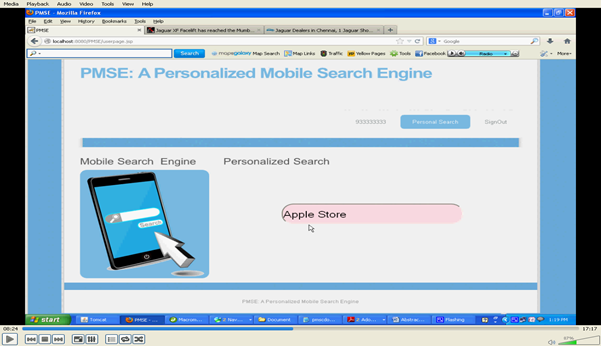 Media Playback Audio Video Tools View Help
PMSE - Mozilla Firefox
File Edit View History Bookmarks Tools Help
PMSE
Jaguar XF Facelift has reached the Mumb...
Jaguar Dealers in Chennai, 1 Jaguar Sho...
localhost:8080/PMSE/userpage.jsp
Google
Search
mapsgalaxy Map Search
Map Links
Traffic
Yellow Pages
Tools
Facebook
Radio
More
PMSE: A Personalized Mobile Search Engine
Personal Search
SignOut
Mobile Search Engine
Personalized Search
Search
Apple Store
PMSE: A Personalized Mobile Search Engine
start
Tomcat
PMSE - ...
Macrom...
2 Nav...
Document
2 Ado...
Abstrac...
Flashing
1:19 PM
08:24
17:17
67%